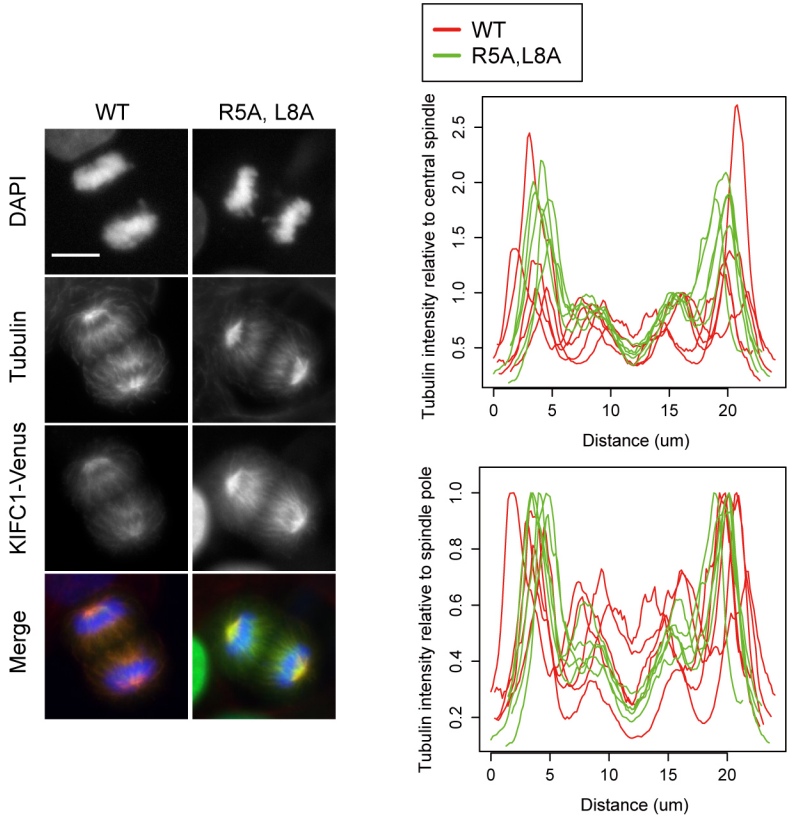 WT
R5A, L8A
DAPI
Tubulin
KIFC1-Venus
Merge
WT
R5A,L8A
Tubulin intensity relative to central spindle
2.5
2.0
1.5
1.0
0.5
0 5 10 15 20
Distance (um)
Tubulin intensity relative to spindle pole
1.0
0.8
0.6
0.4
0.2
0 5 10 15 20
Distance (um)